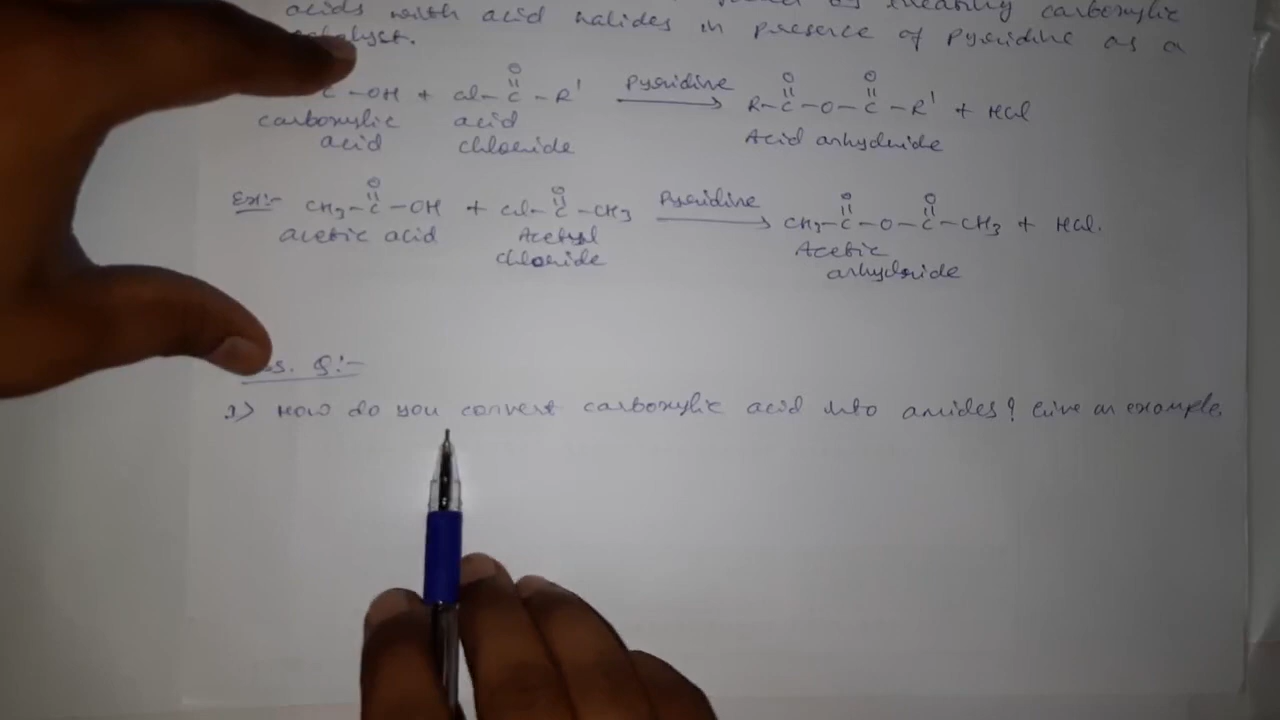 acids with acid halides in presence of Pyridine as a
catalyst.
O O O
|| || ||
C-OH + Cl-C-R' Pyridine R-C-O-C-R' + HCl
carboxylic acid Acid anhydride
acid chloride
O O O O
|| || || ||
Ex:- CH3-C-OH + Cl-C-CH3 Pyridine CH3-C-O-C-CH3 + HCl.
acetic acid Acetyl Acetic
chloride anhydride
Q:-
1) How do you convert carboxylic acid into amides? Give an example